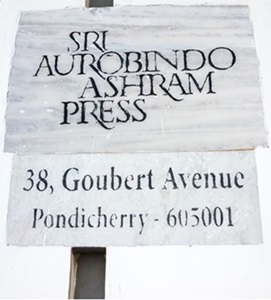 SRI
AUROBINDO
ASHRAM
PRESS
38, Goubert Avenue
Pondicherry - 605001